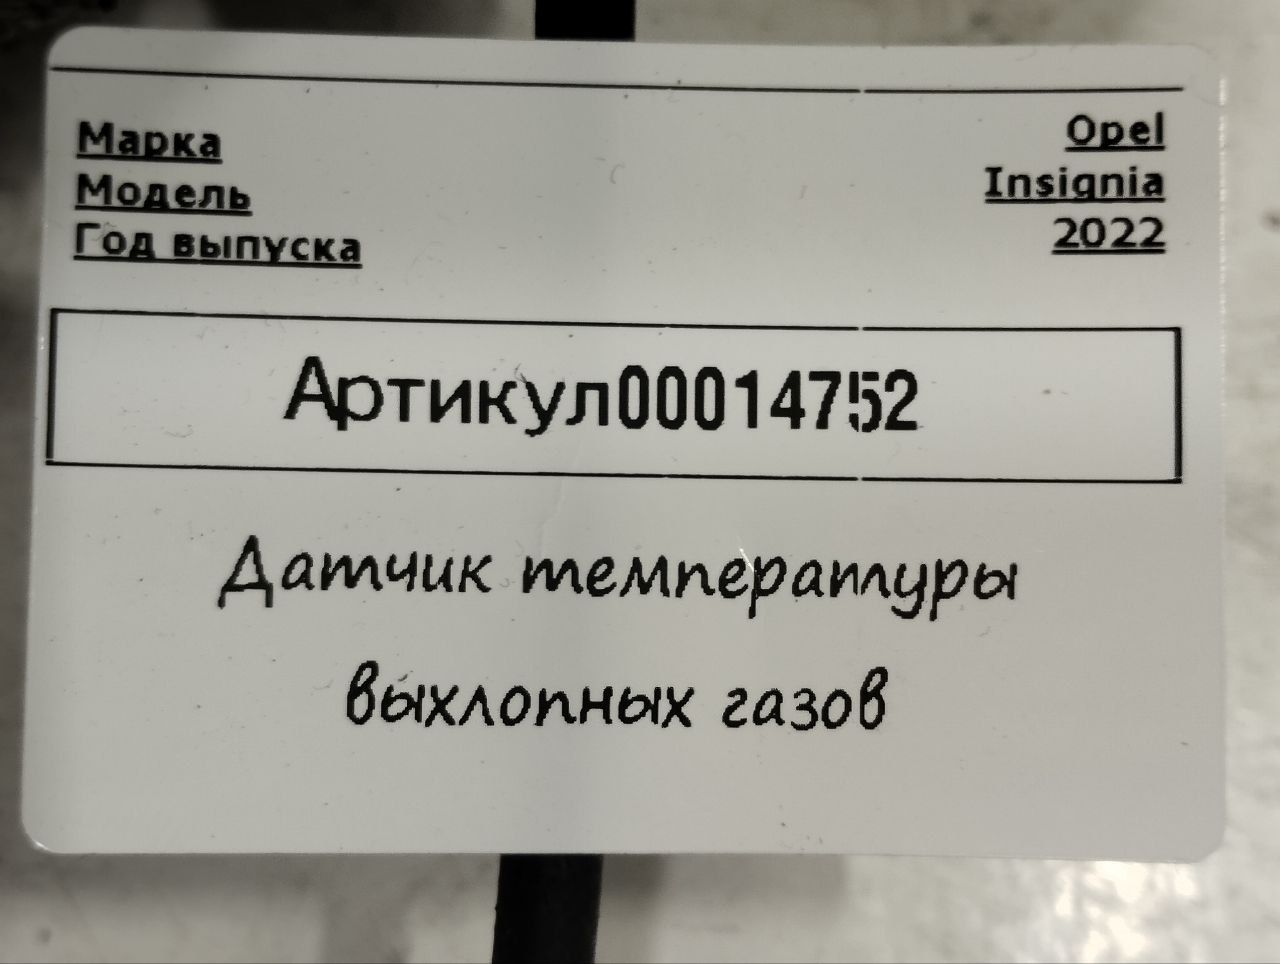 Марка Opel
Модель Insignia
Год выпуска 2022
Артикул00014752
Датчик температуры
выхлопных газов